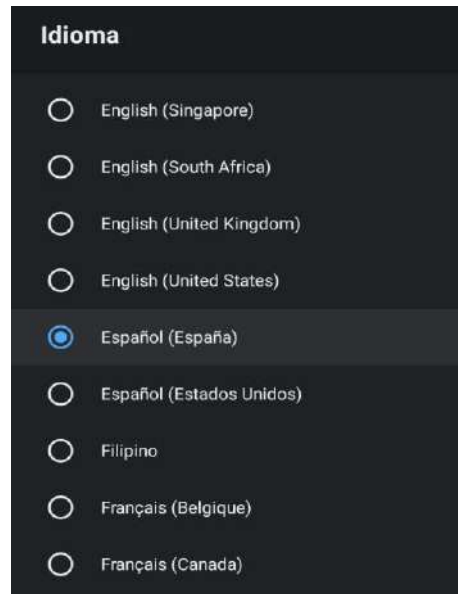 Idioma
English (Singapore)
English (South Africa)
English (United Kingdom)
English (United States)
Español (España)
Español (Estados Unidos)
Filipino
Français (Belgique)
Français (Canada)